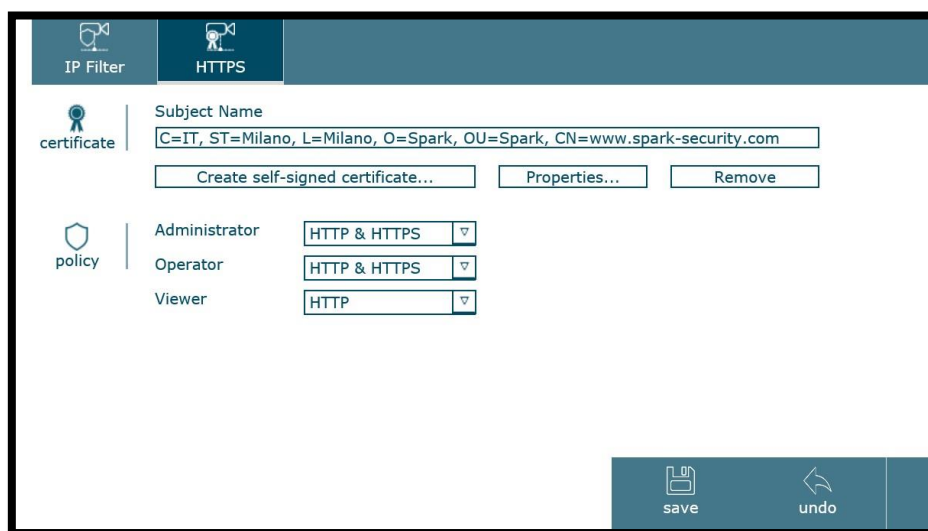 IP Filter
HTTPS
certificate
Subject Name
C=IT, ST=Milano, L=Milano, O=Spark, OU=Spark, CN=www.spark-security.com
Create self-signed certificate...
Properties...
Remove
policy
Administrator
HTTP & HTTPS
Operator
HTTP & HTTPS
Viewer
HTTP
save
undo